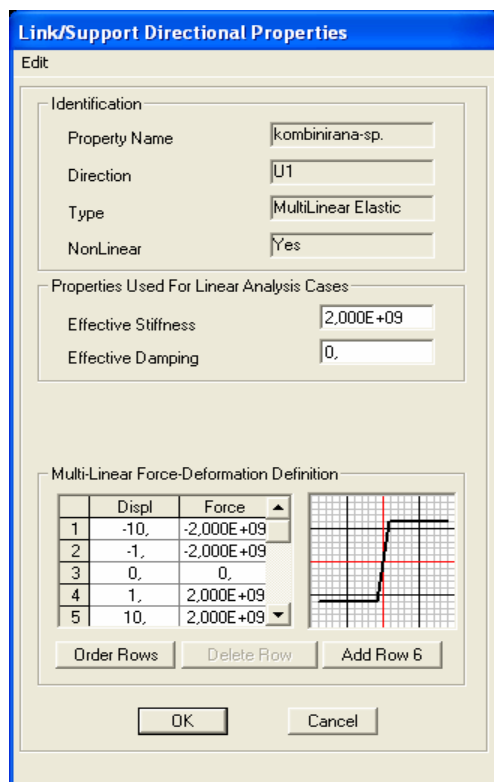 Link/Support Directional Properties
Edit
Identification
Property Name kombinirana-sp.
Direction U1
Type MultiLinear Elastic
NonLinear Yes
Properties Used For Linear Analysis Cases
Effective Stiffness 2,000E+09
Effective Damping 0,
Multi-Linear Force-Deformation Definition
Displ Force
1 -10, -2,000E+09
2 -1, -2,000E+09
3 0, 0,
4 1, 2,000E+09
5 10, 2,000E+09
Order Rows Delete Row Add Row 6
OK Cancel